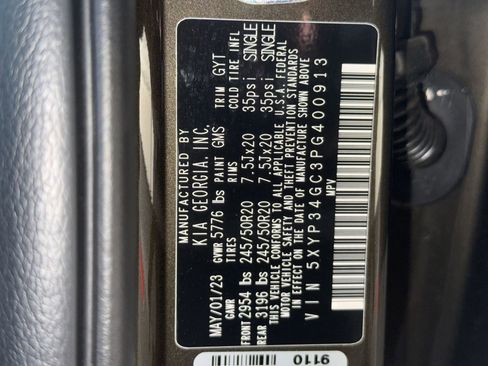 MANUFACTURED BY
KIA GEORGIA, INC.
MAY/01/23 GVWR 5776 lbs PAINT GMS TRIM GYT
GAWR TIRES RIMS COLD TIRE INFL
FRONT 2954 lbs 245/50R20 7.5Jx20 35psi SINGLE
REAR 3196 lbs 245/50R20 7.5Jx20 35psi SINGLE
THIS VEHICLE CONFORMS TO ALL APPLICABLE U.S.A. FEDERAL
MOTOR VEHICLE SAFETY AND THEFT PREVENTION STANDARDS
IN EFFECT ON THE DATE OF MANUFACTURE SHOWN ABOVE
VIN 5XYP34GC3PG400913
MPV
9110